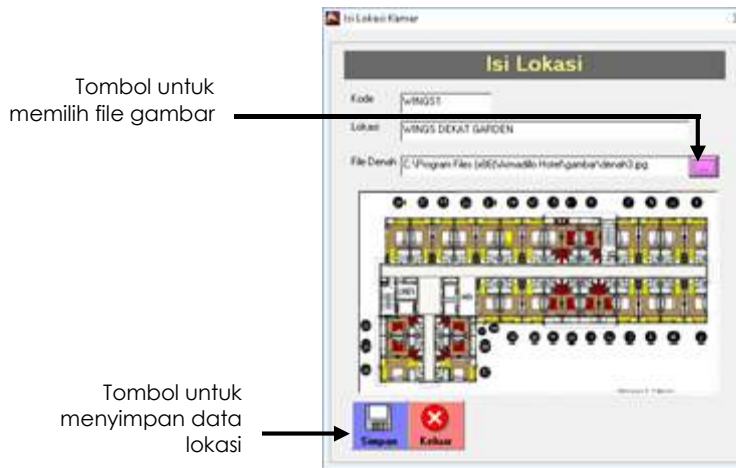 Isi Lokasi Kamar
Isi Lokasi
Tombol untuk
memilih file gambar
Kode
WINGS1
Lokasi
WINGS DEKAT GARDEN
File Denah
C:\Program Files (x86)\Armadillo Hotel\gambar\denah3.jpg
...
Tombol untuk
menyimpan data
lokasi
Simpan
Keluar